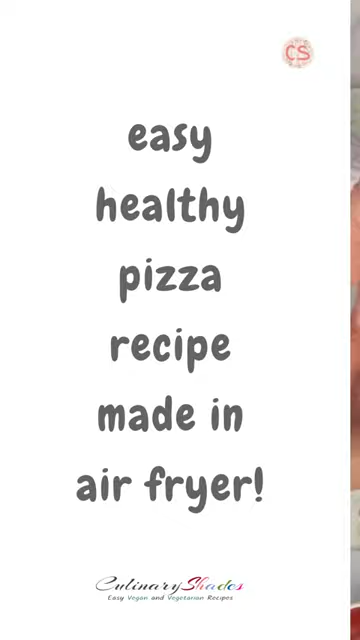 CS
easy
healthy
pizza
recipe
made in
air fryer!
CulinaryShades
Easy Vegan and Vegetarian Recipes